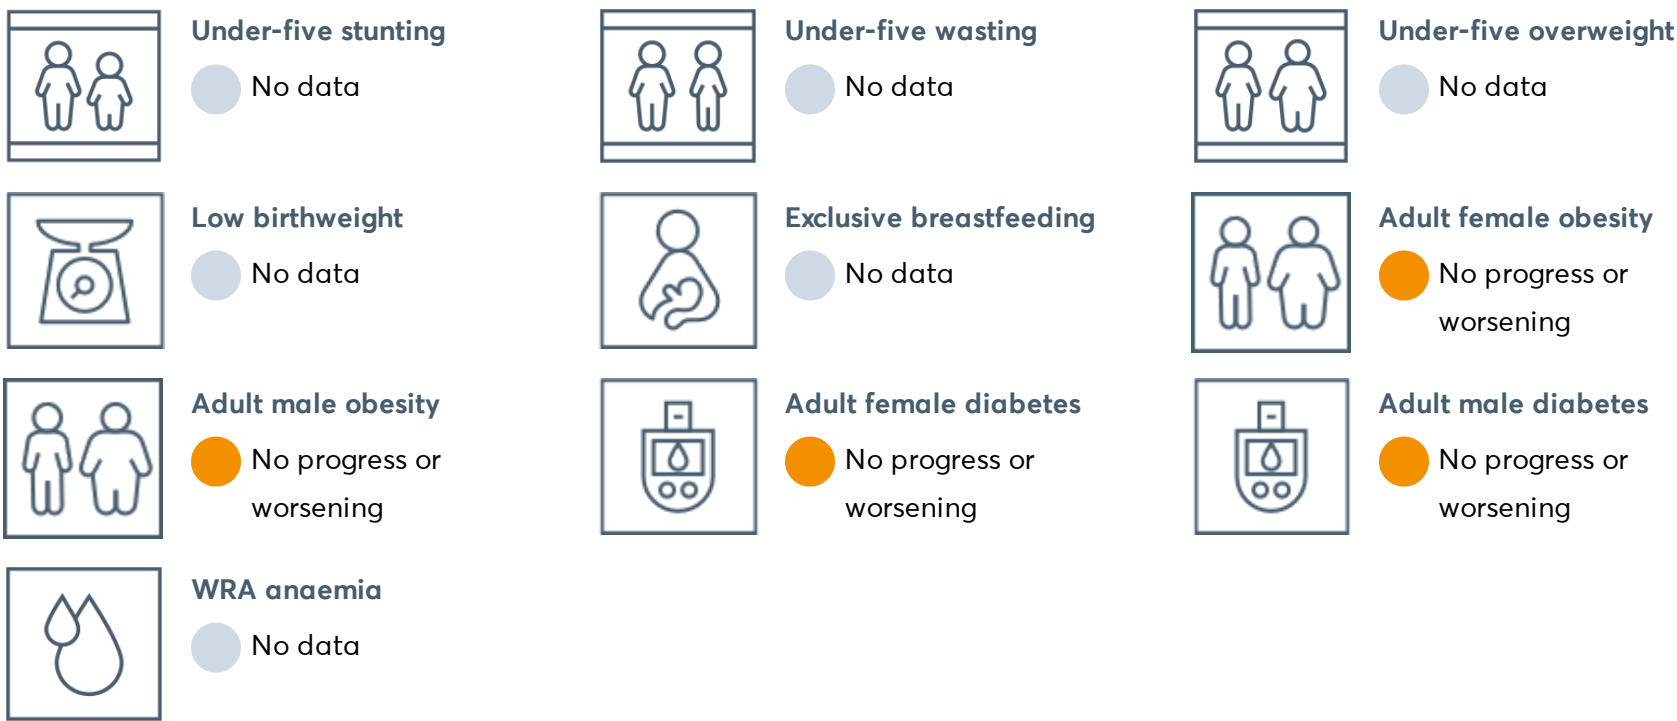 Under-five stunting
No data
Under-five wasting
No data
Under-five overweight
No data
Low birthweight
No data
Exclusive breastfeeding
No data
Adult female obesity
No progress or
worsening
Adult male obesity
No progress or
worsening
Adult female diabetes
No progress or
worsening
Adult male diabetes
No progress or
worsening
WRA anaemia
No data